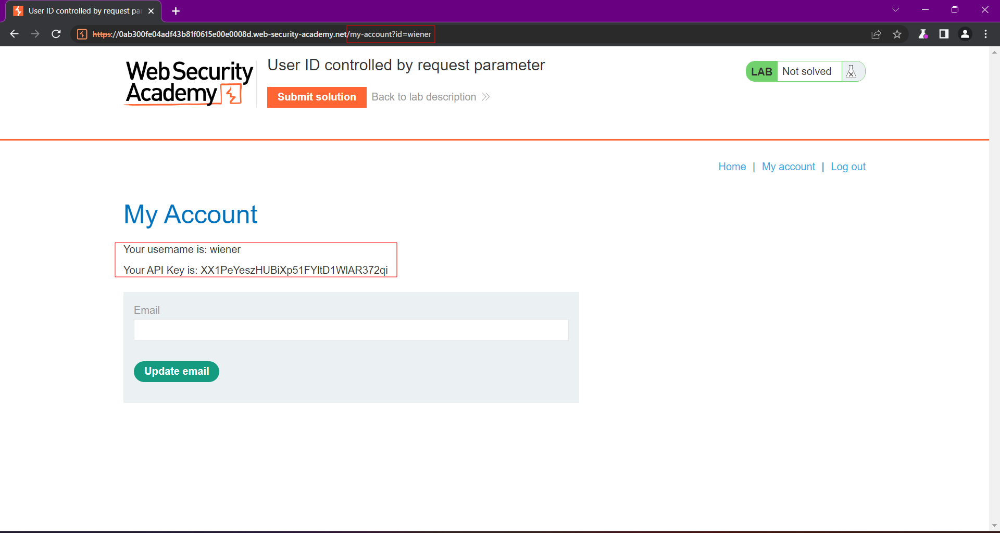 User ID controlled by request par
https://0ab300fe04adf43b81f0615e00e0008d.web-security-academy.net/my-account?id=wiener
WebSecurity
Academy
User ID controlled by request parameter
Submit solution
Back to lab description
LAB
Not solved
Home | My account | Log out
My Account
Your username is: wiener
Your API Key is: XX1PeYeszHUBiXp51FYltD1WlAR372qi
Email
Update email